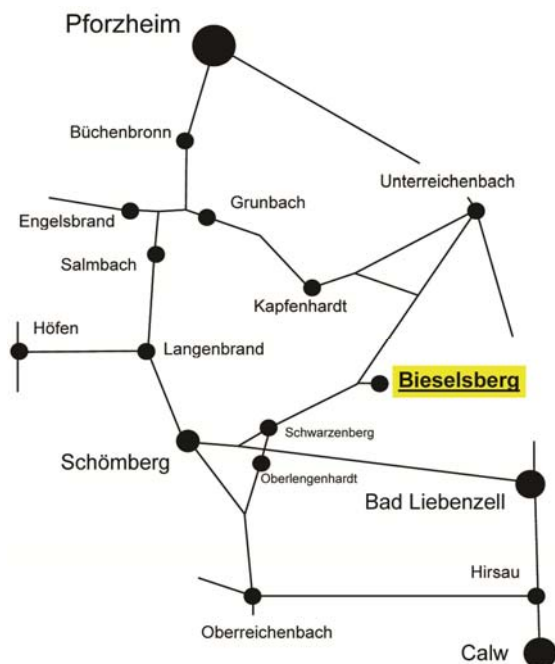 Pforzheim
Büchenbronn
Unterreichenbach
Grunbach
Engelsbrand
Salmbach
Kapfenhardt
Höfen
Langenbrand
Bieselsberg
Schwarzenberg
Schömberg
Oberlengenhardt
Bad Liebenzell
Hirsau
Oberreichenbach
Calw